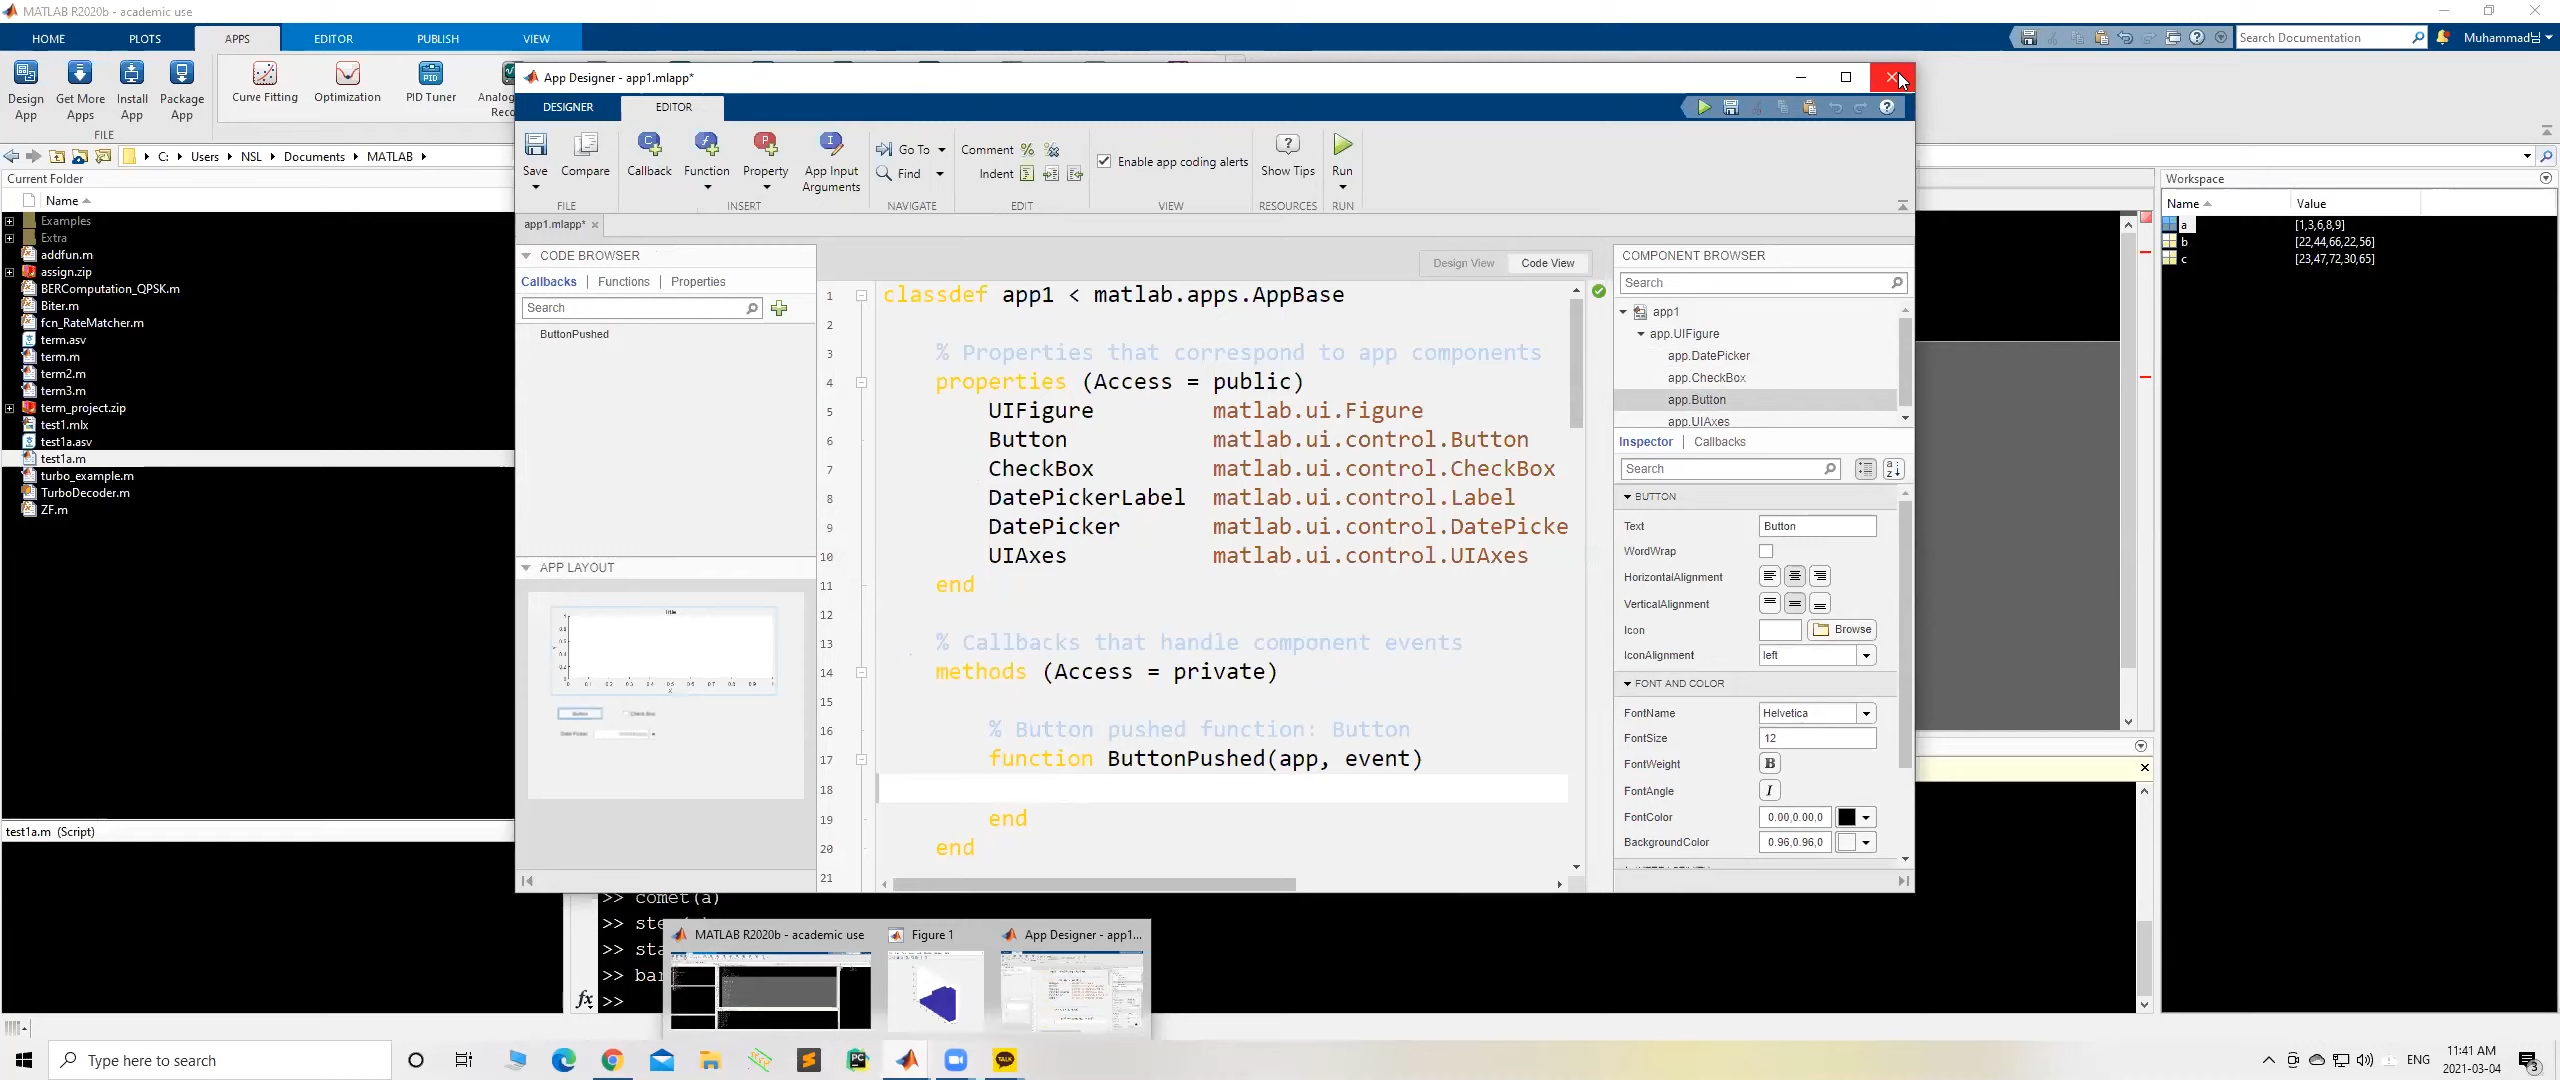 MATLAB R2020b - academic use
HOME PLOTS APPS EDITOR PUBLISH VIEW
Search Documentation
Design App
Get More Apps
Install App
Package App
Curve Fitting
Optimization
PID Tuner
FILE
C: Users NSL Documents MATLAB
Current Folder
Name
Examples
Extra
addfun.m
assign.zip
BERComputation_QPSK.m
Biter.m
fcn_RateMatcher.m
term.asv
term.m
term2.m
term3.m
term_project.zip
test1.mlx
test1a.asv
test1a.m
turbo_example.m
TurboDecoder.m
ZF.m
test1a.m (Script)
App Designer - app1.mlapp*
DESIGNER EDITOR
Save
Compare
Callback
Function
Property
App Input Arguments
Go To
Find
Comment
Indent
Enable app coding alerts
Show Tips
Run
FILE INSERT NAVIGATE EDIT VIEW RESOURCES RUN
app1.mlapp*
CODE BROWSER
Callbacks Functions Properties
Search
ButtonPushed
APP LAYOUT
Design View Code View
1 classdef app1 < matlab.apps.AppBase
2
3 % Properties that correspond to app components
4 properties (Access = public)
5 UIFigure matlab.ui.Figure
6 Button matlab.ui.control.Button
7 CheckBox matlab.ui.control.CheckBox
8 DatePickerLabel matlab.ui.control.Label
9 DatePicker matlab.ui.control.DatePicke
10 UIAxes matlab.ui.control.UIAxes
11 end
12
13 % Callbacks that handle component events
14 methods (Access = private)
15
16 % Button pushed function: Button
17 function ButtonPushed(app, event)
18
19 end
20 end
21
COMPONENT BROWSER
Search
app1
app.UIFigure
app.DatePicker
app.CheckBox
app.Button
app.UIAxes
Inspector Callbacks
Search
BUTTON
Text Button
WordWrap
HorizontalAlignment
VerticalAlignment
Icon Browse
IconAlignment left
FONT AND COLOR
FontName Helvetica
FontSize 12
FontWeight B
FontAngle I
FontColor 0.00,0.00,0
BackgroundColor 0.96,0.96,0
Workspace
Name Value
a [1,3,6,8,9]
b [22,44,66,22,56]
c [23,47,72,30,65]
>> comet(a)
>> ste
>> sta
>> bar
fx >>
MATLAB R2020b - academic use
Figure 1
App Designer - app1...
Type here to search
ENG
11:41 AM
2021-03-04
3